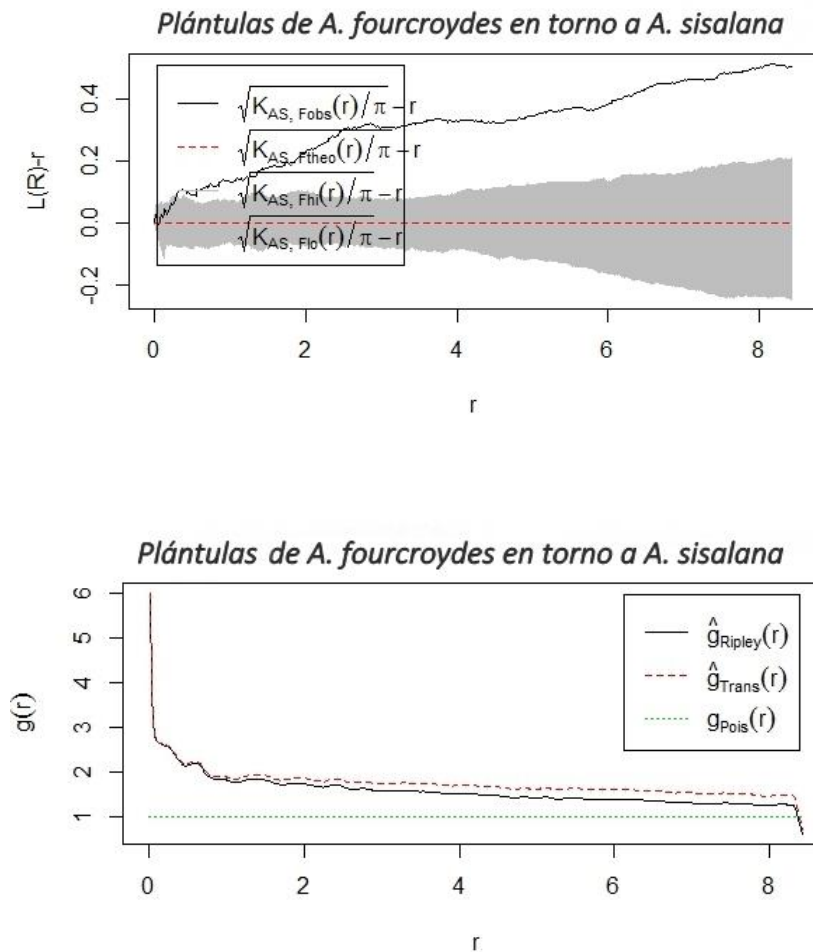 Plántulas de A. fourcroydes en torno a A. sisalana
L(R)-r
0.4
0.2
0.0
-0.2
√K_AS, Fobs(r)/π − r
√K_AS, Ftheo(r)/π − r
√K_AS, Fhi(r)/π − r
√K_AS, Flo(r)/π − r
0 2 4 6 8
r
Plántulas de A. fourcroydes en torno a A. sisalana
g(r)
6
5
4
3
2
1
ĝ_Ripley(r)
ĝ_Trans(r)
g_Pois(r)
0 2 4 6 8
r